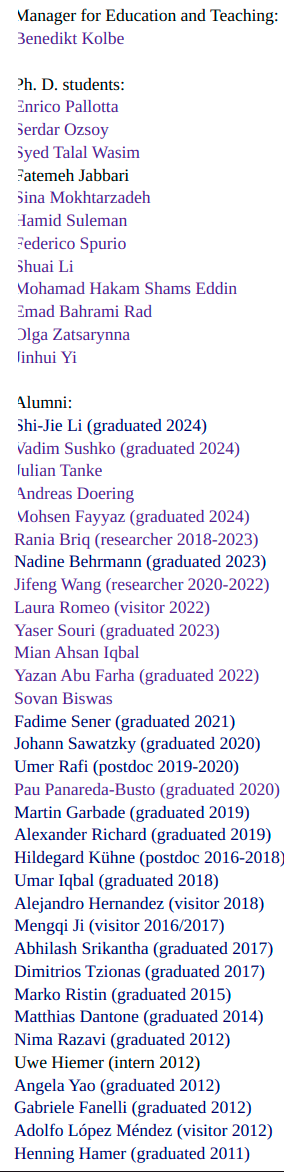 Manager for Education and Teaching:
Benedikt Kolbe
Ph. D. students:
Enrico Pallotta
Serdar Ozsoy
Syed Talal Wasim
Fatemeh Jabbari
Sina Mokhtarzadeh
Hamid Suleman
Federico Spurio
Shuai Li
Mohamad Hakam Shams Eddin
Emad Bahrami Rad
Olga Zatsarynna
Jinhui Yi
Alumni:
Shi-Jie Li (graduated 2024)
Vadim Sushko (graduated 2024)
Julian Tanke
Andreas Doering
Mohsen Fayyaz (graduated 2024)
Rania Briq (researcher 2018-2023)
Nadine Behrmann (graduated 2023)
Jifeng Wang (researcher 2020-2022)
Laura Romeo (visitor 2022)
Yaser Souri (graduated 2023)
Mian Ahsan Iqbal
Yazan Abu Farha (graduated 2022)
Sovan Biswas
Fadime Sener (graduated 2021)
Johann Sawatzky (graduated 2020)
Umer Rafi (postdoc 2019-2020)
Pau Panareda-Busto (graduated 2020)
Martin Garbade (graduated 2019)
Alexander Richard (graduated 2019)
Hildegard Kühne (postdoc 2016-2018)
Umar Iqbal (graduated 2018)
Alejandro Hernandez (visitor 2018)
Mengqi Ji (visitor 2016/2017)
Abhilash Srikantha (graduated 2017)
Dimitrios Tzionas (graduated 2017)
Marko Ristin (graduated 2015)
Matthias Dantone (graduated 2014)
Nima Razavi (graduated 2012)
Uwe Hiemer (intern 2012)
Angela Yao (graduated 2012)
Gabriele Fanelli (graduated 2012)
Adolfo López Méndez (visitor 2012)
Henning Hamer (graduated 2011)